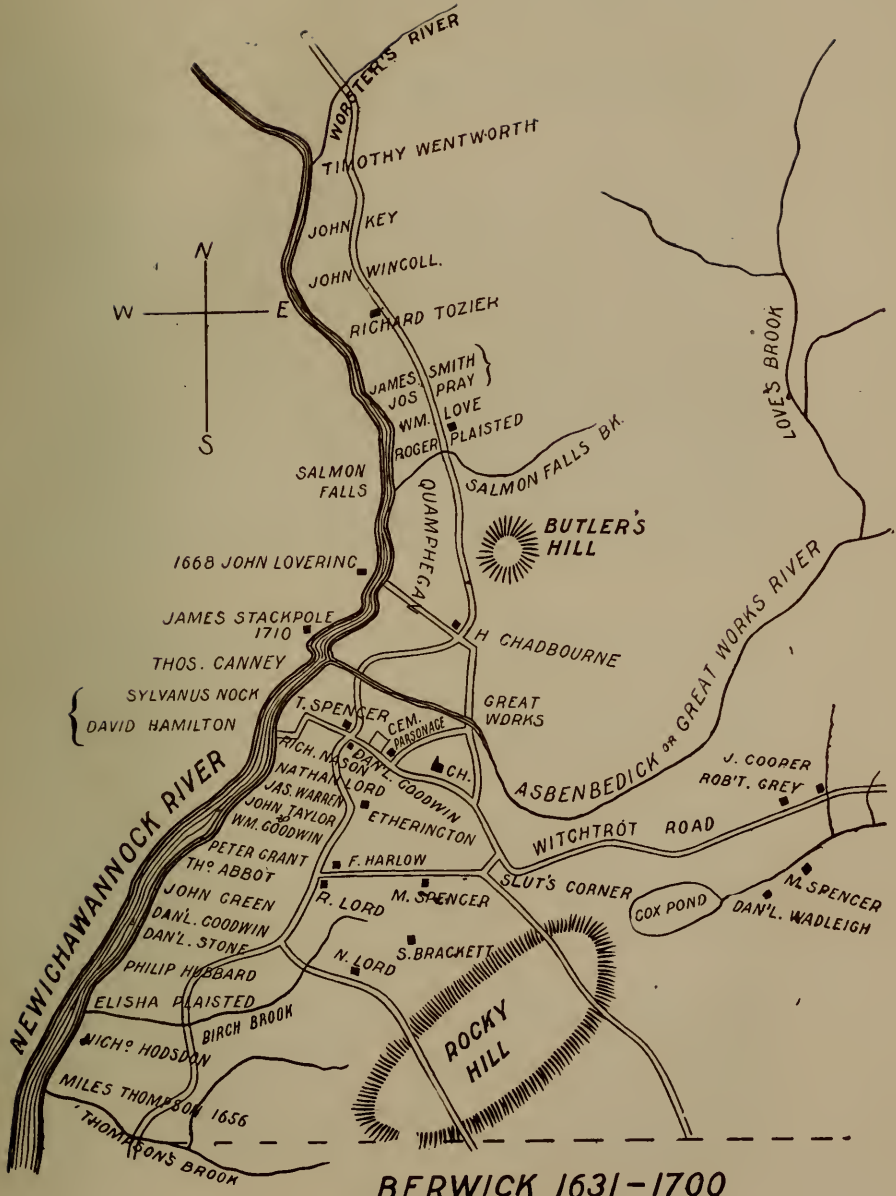 WORSTER'S RIVER
TIMOTHY WENTWORTH
JOHN KEY
N
JOHN WINCOLL.
W
E
RICHARD TOZIER
S
LOVE'S BROOK
JAMES SMITH
JOS PRAY
WM. LOVE
ROGER PLAISTED
SALMON
FALLS
SALMON FALLS BK.
QUAMPHEGAN
BUTLER'S
HILL
1668 JOHN LOVERING
JAMES STACKPOLE
1710
H CHADBOURNE
THOS. CANNEY
SYLVANUS NOCK
DAVID HAMILTON
GREAT
WORKS
T. SPENCER
CEM.
PARSONAGE
CH.
ASBENBEDICK OR GREAT WORKS RIVER
J. COOPER
ROB'T. GREY
RICH. NASON
DAN'L. GOODWIN
NATHAN LORD
JAS. WARREN
JOHN TAYLOR
WM. GOODWIN
ETHERINGTON
WITCHTROT ROAD
PETER GRANT
THO ABBOT
F. HARLOW
SLUT'S CORNER
M. SPENCER
DAN'L. WADLEIGH
COX POND
JOHN GREEN
R. LORD
M. SPENCER
DAN'L. GOODWIN
DAN'L. STONE
S. BRACKETT
N. LORD
PHILIP HUBBARD
NEWICHAWANNOCK RIVER
ELISHA PLAISTED
BIRCH BROOK
NICHO HODSDON
ROCKY
HILL
MILES THOMPSON 1656
THOMPSON'S BROOK
BERWICK 1631-1700